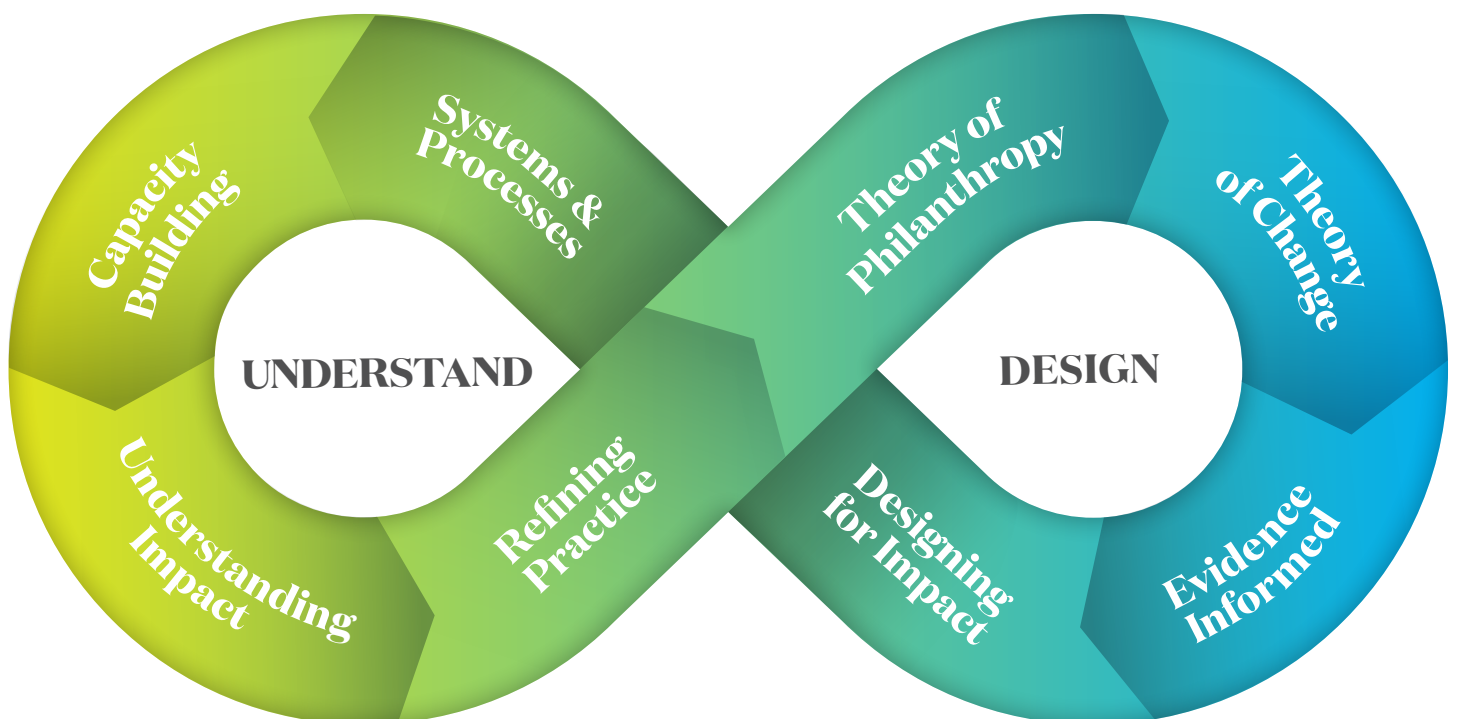 Systems &
Processes
Capacity
Building
UNDERSTAND
Understanding
Impact
Refining
Practice
Theory of
Philanthropy
Theory
of Change
DESIGN
Evidence
Informed
Designing
for Impact